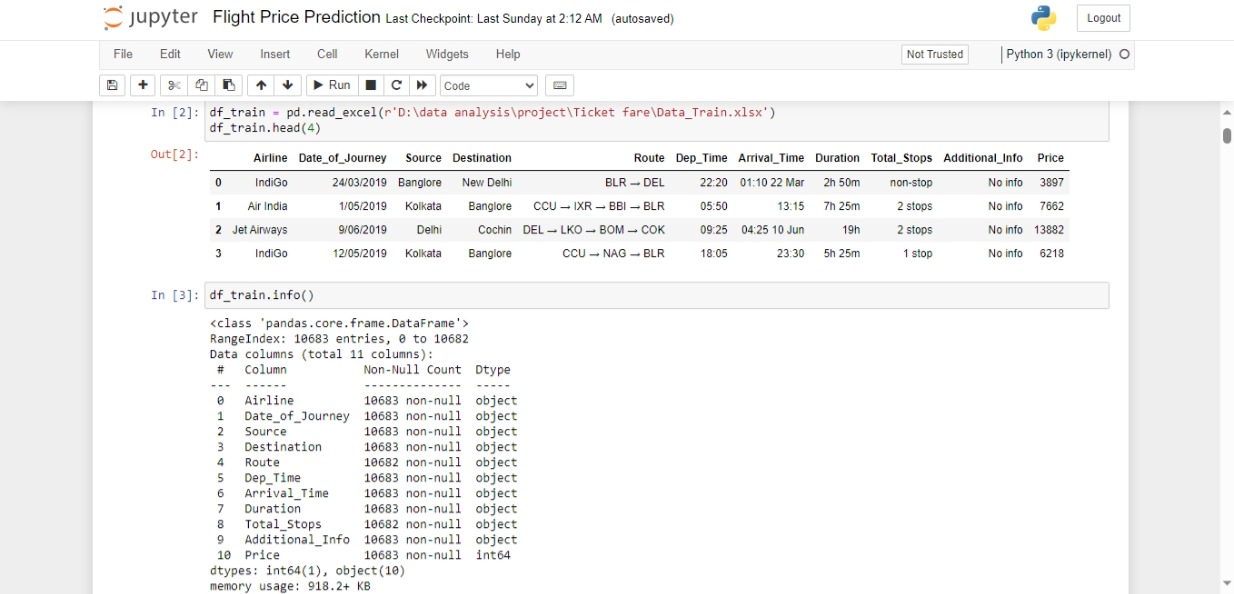 jupyter Flight Price Prediction Last Checkpoint: Last Sunday at 2:12 AM (autosaved) Logout
File Edit View Insert Cell Kernel Widgets Help Not Trusted Python 3 (ipykernel)
Run Code
In [2]: df_train = pd.read_excel(r'D:\data analysis\project\Ticket fare\Data_Train.xlsx')
df_train.head(4)
Out[2]: Airline Date_of_Journey Source Destination Route Dep_Time Arrival_Time Duration Total_Stops Additional_Info Price
0 IndiGo 24/03/2019 Banglore New Delhi BLR → DEL 22:20 01:10 22 Mar 2h 50m non-stop No info 3897
1 Air India 1/05/2019 Kolkata Banglore CCU → IXR → BBI → BLR 05:50 13:15 7h 25m 2 stops No info 7662
2 Jet Airways 9/06/2019 Delhi Cochin DEL → LKO → BOM → COK 09:25 04:25 10 Jun 19h 2 stops No info 13882
3 IndiGo 12/05/2019 Kolkata Banglore CCU → NAG → BLR 18:05 23:30 5h 25m 1 stop No info 6218
In [3]: df_train.info()
<class 'pandas.core.frame.DataFrame'>
RangeIndex: 10683 entries, 0 to 10682
Data columns (total 11 columns):
# Column Non-Null Count Dtype
--- ------ -------------- -----
0 Airline 10683 non-null object
1 Date_of_Journey 10683 non-null object
2 Source 10683 non-null object
3 Destination 10683 non-null object
4 Route 10682 non-null object
5 Dep_Time 10683 non-null object
6 Arrival_Time 10683 non-null object
7 Duration 10683 non-null object
8 Total_Stops 10682 non-null object
9 Additional_Info 10683 non-null object
10 Price 10683 non-null int64
dtypes: int64(1), object(10)
memory usage: 918.2+ KB